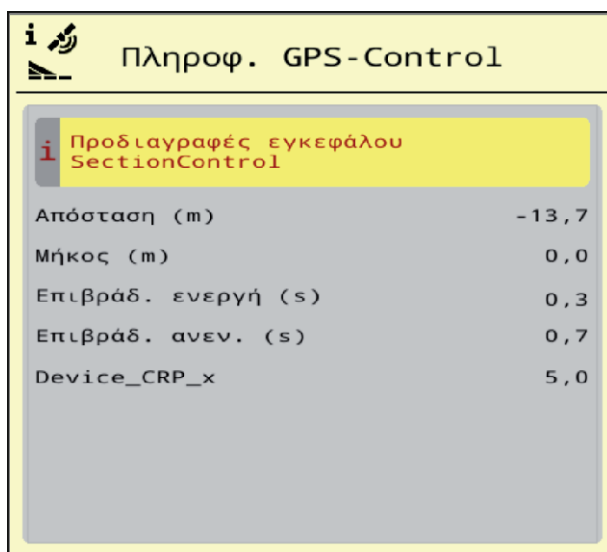 i
Πληροφ. GPS-Control
i Προδιαγραφές εγκεφάλου
SectionControl
Απόσταση (m) -13,7
Μήκος (m) 0,0
Επιβράδ. ενεργή (s) 0,3
Επιβράδ. ανεν. (s) 0,7
Device_CRP_x 5,0